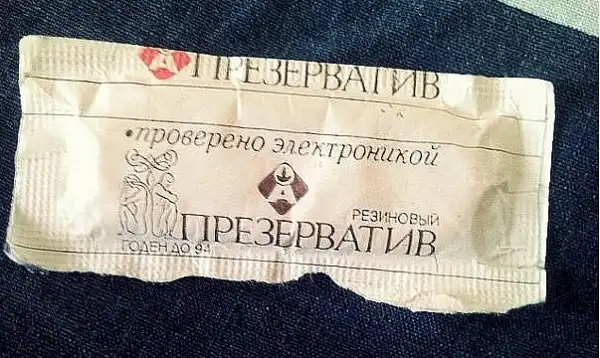 ПРЕЗЕРВАТИВ
•проверено электроникой
РЕЗИНОВЫЙ
ПРЕЗЕРВАТИВ
ГОДЕН ДО 94